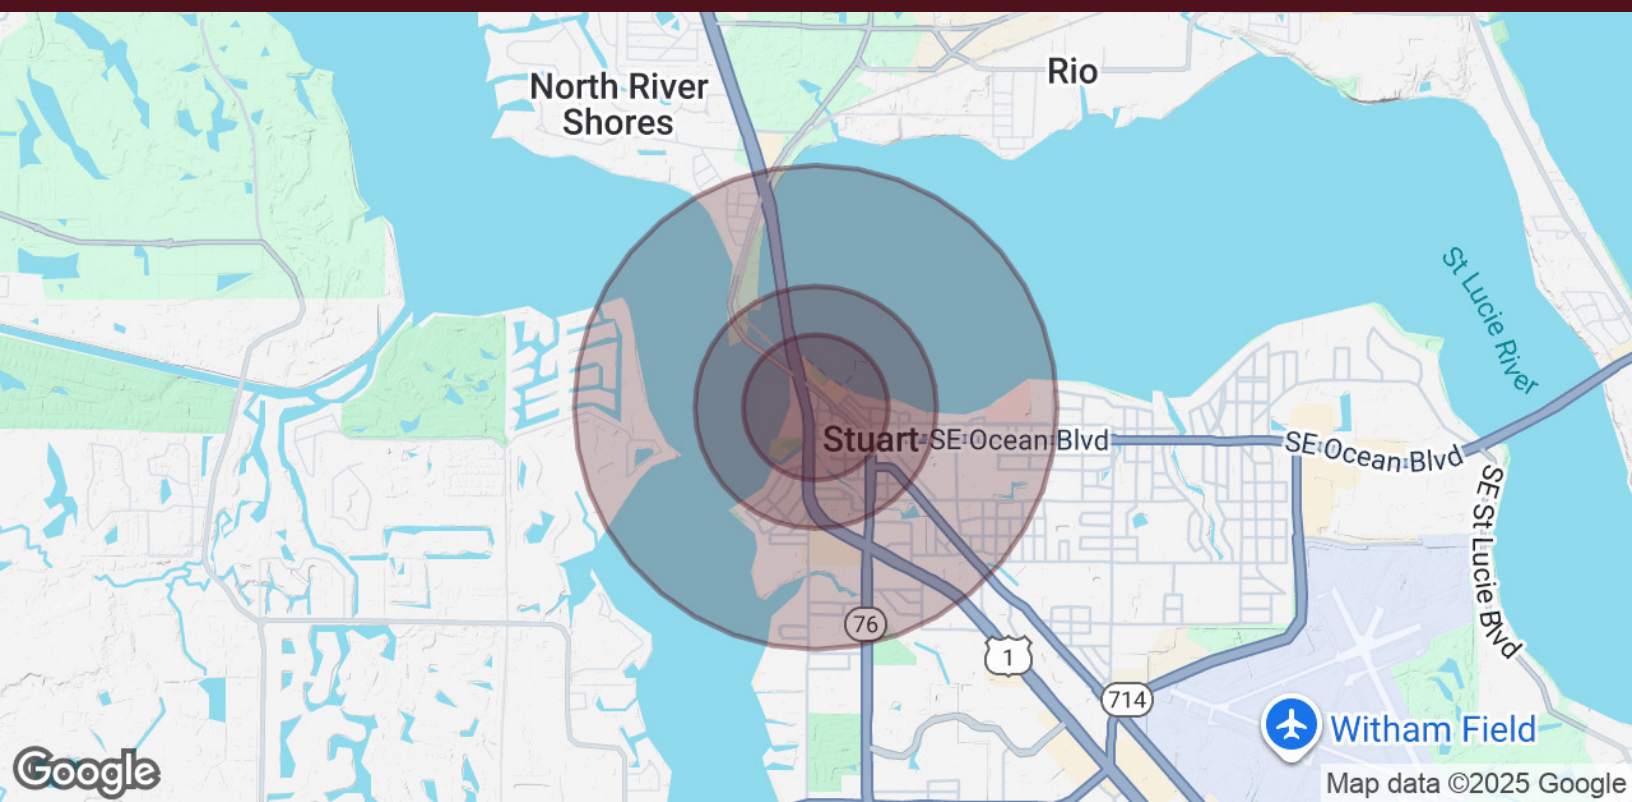 North River
Shores
Rio
St Lucie River
Stuart
SE Ocean Blvd
SE Ocean Blvd
SE St Lucie Blvd
76
1
714
Witham Field
Google
Map data ©2025 Google